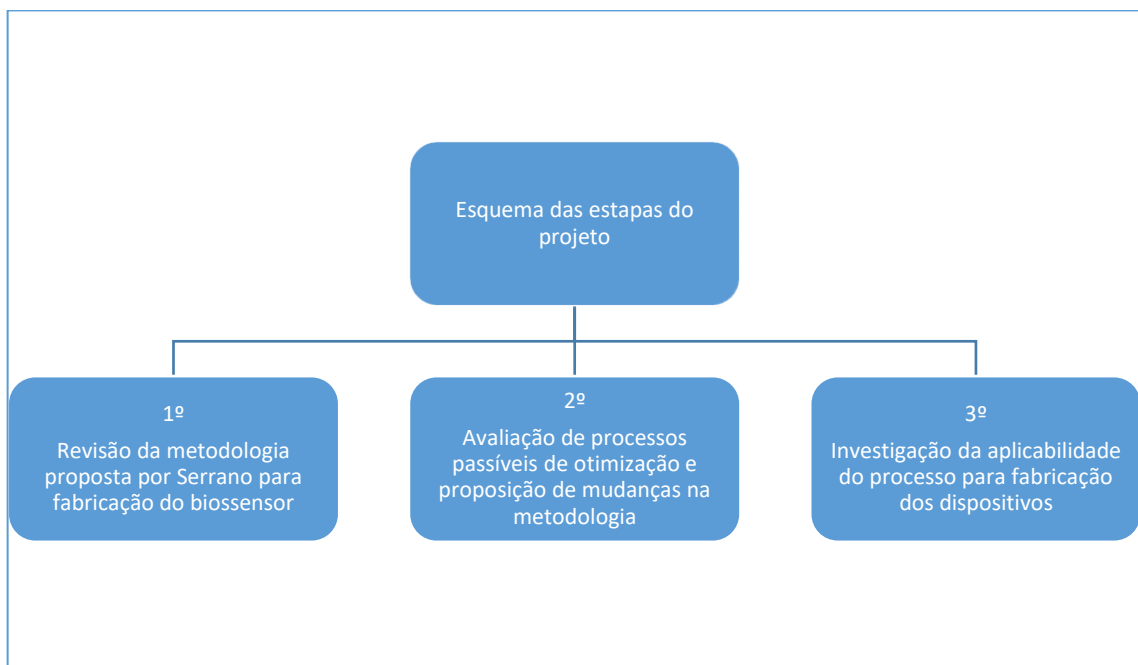 Esquema das estapas do
projeto
1º
Revisão da metodologia
proposta por Serrano para
fabricação do biossensor
2º
Avaliação de processos
passíveis de otimização e
proposição de mudanças na
metodologia
3º
Investigação da aplicabilidade
do processo para fabricação
dos dispositivos